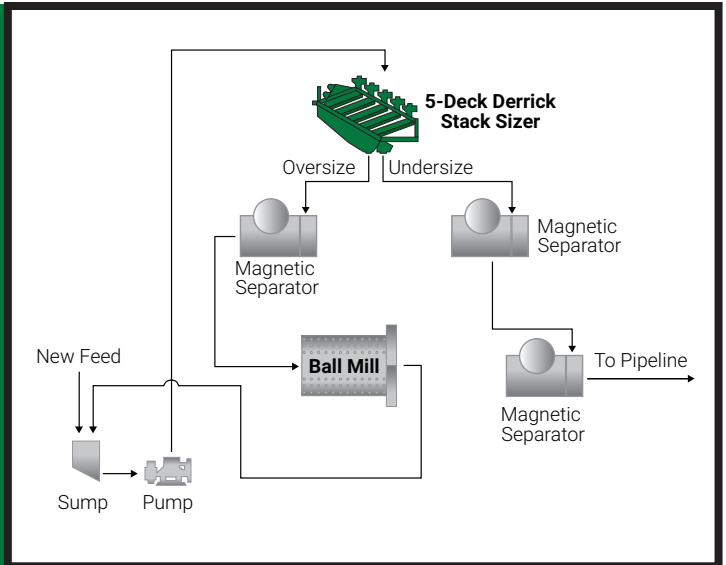 5-Deck Derrick
Stack Sizer
Oversize
Undersize
Magnetic
Separator
Magnetic
Separator
New Feed
Ball Mill
To Pipeline
Magnetic
Separator
Sump
Pump